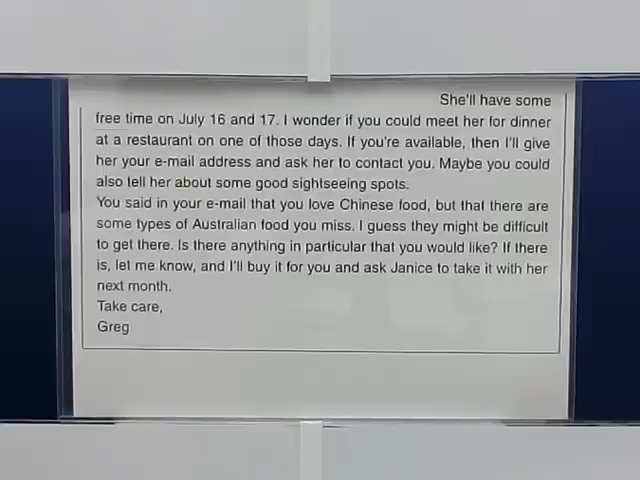 She'll have some
free time on July 16 and 17. I wonder if you could meet her for dinner
at a restaurant on one of those days. If you're available, then I'll give
her your e-mail address and ask her to contact you. Maybe you could
also tell her about some good sightseeing spots.
You said in your e-mail that you love Chinese food, but that there are
some types of Australian food you miss. I guess they might be difficult
to get there. Is there anything in particular that you would like? If there
is, let me know, and I'll buy it for you and ask Janice to take it with her
next month.
Take care,
Greg